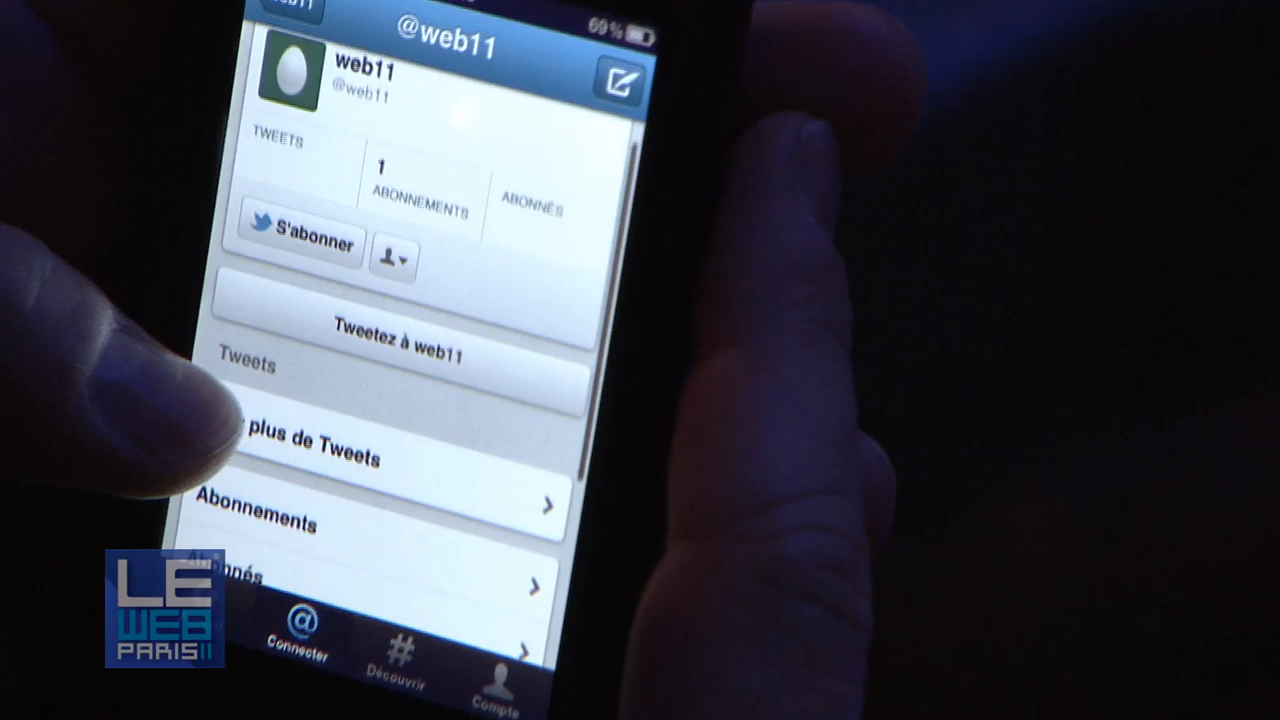 69%
@web11
web11
@web11
TWEETS
1
ABONNEMENTS
ABONNÉS
S'abonner
Tweetez à web11
Tweets
plus de Tweets
Abonnements
Connecter
Découvrir
Compte
LE
WEB
PARIS11